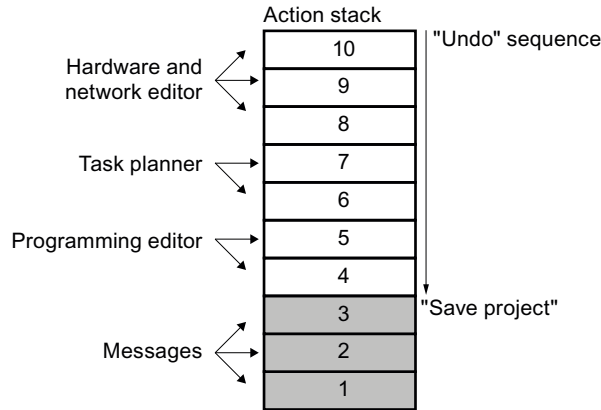 Action stack
"Undo" sequence
10
Hardware and
network editor
9
8
Task planner
7
6
Programming editor
5
4
"Save project"
3
Messages
2
1